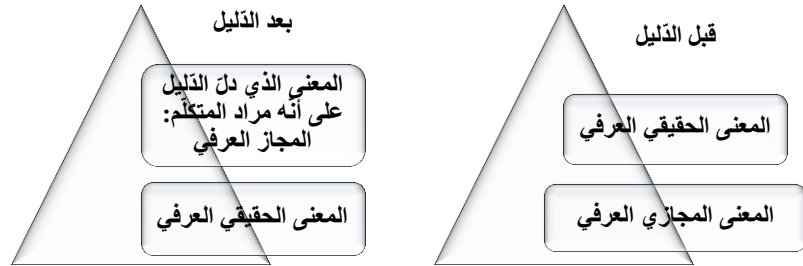 قبل الدّليل
المعنى الحقيقي العرفي
المعنى المجازي العرفي
بعد الدّليل
المعنى الذي دلّ الدّليل
على أنّه مراد المتكلّم:
المجاز العرفي
المعنى الحقيقي العرفي